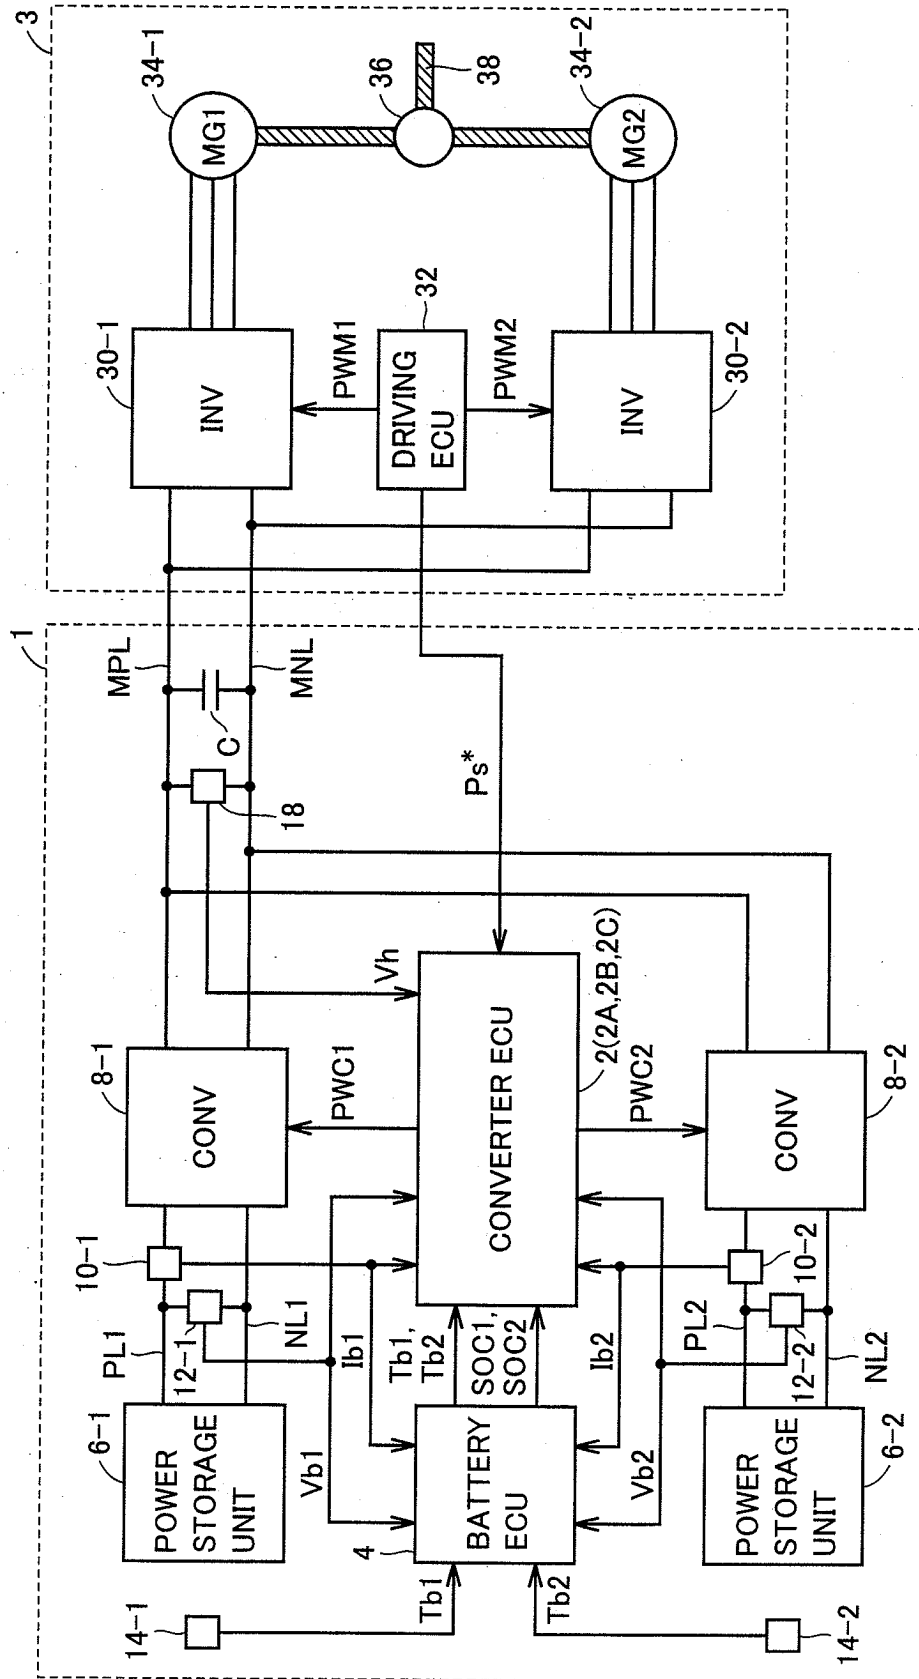 1
3
6-1
POWER
STORAGE
UNIT
PL1
10-1
12-1
NL1
8-1
CONV
MPL
C
MNL
18
30-1
INV
34-1
MG1
Vb1
Ib1
PWC1
Vh
PWM1
36
38
14-1
Tb1
4
BATTERY
ECU
Tb1,
Tb2
SOC1,
SOC2
CONVERTER ECU
2(2A,2B,2C)
Ps*
DRIVING
ECU
32
14-2
Tb2
Vb2
Ib2
PWC2
PWM2
6-2
POWER
STORAGE
UNIT
PL2
10-2
12-2
NL2
8-2
CONV
30-2
INV
34-2
MG2